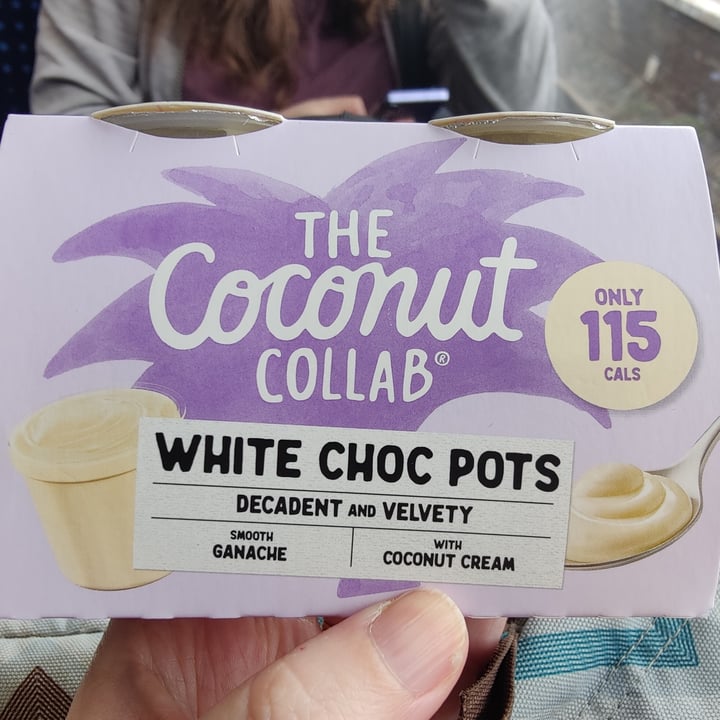 THE
Coconut
COLLAB®
ONLY
115
CALS
WHITE CHOC POTS
DECADENT AND VELVETY
SMOOTH
GANACHE
WITH
COCONUT CREAM